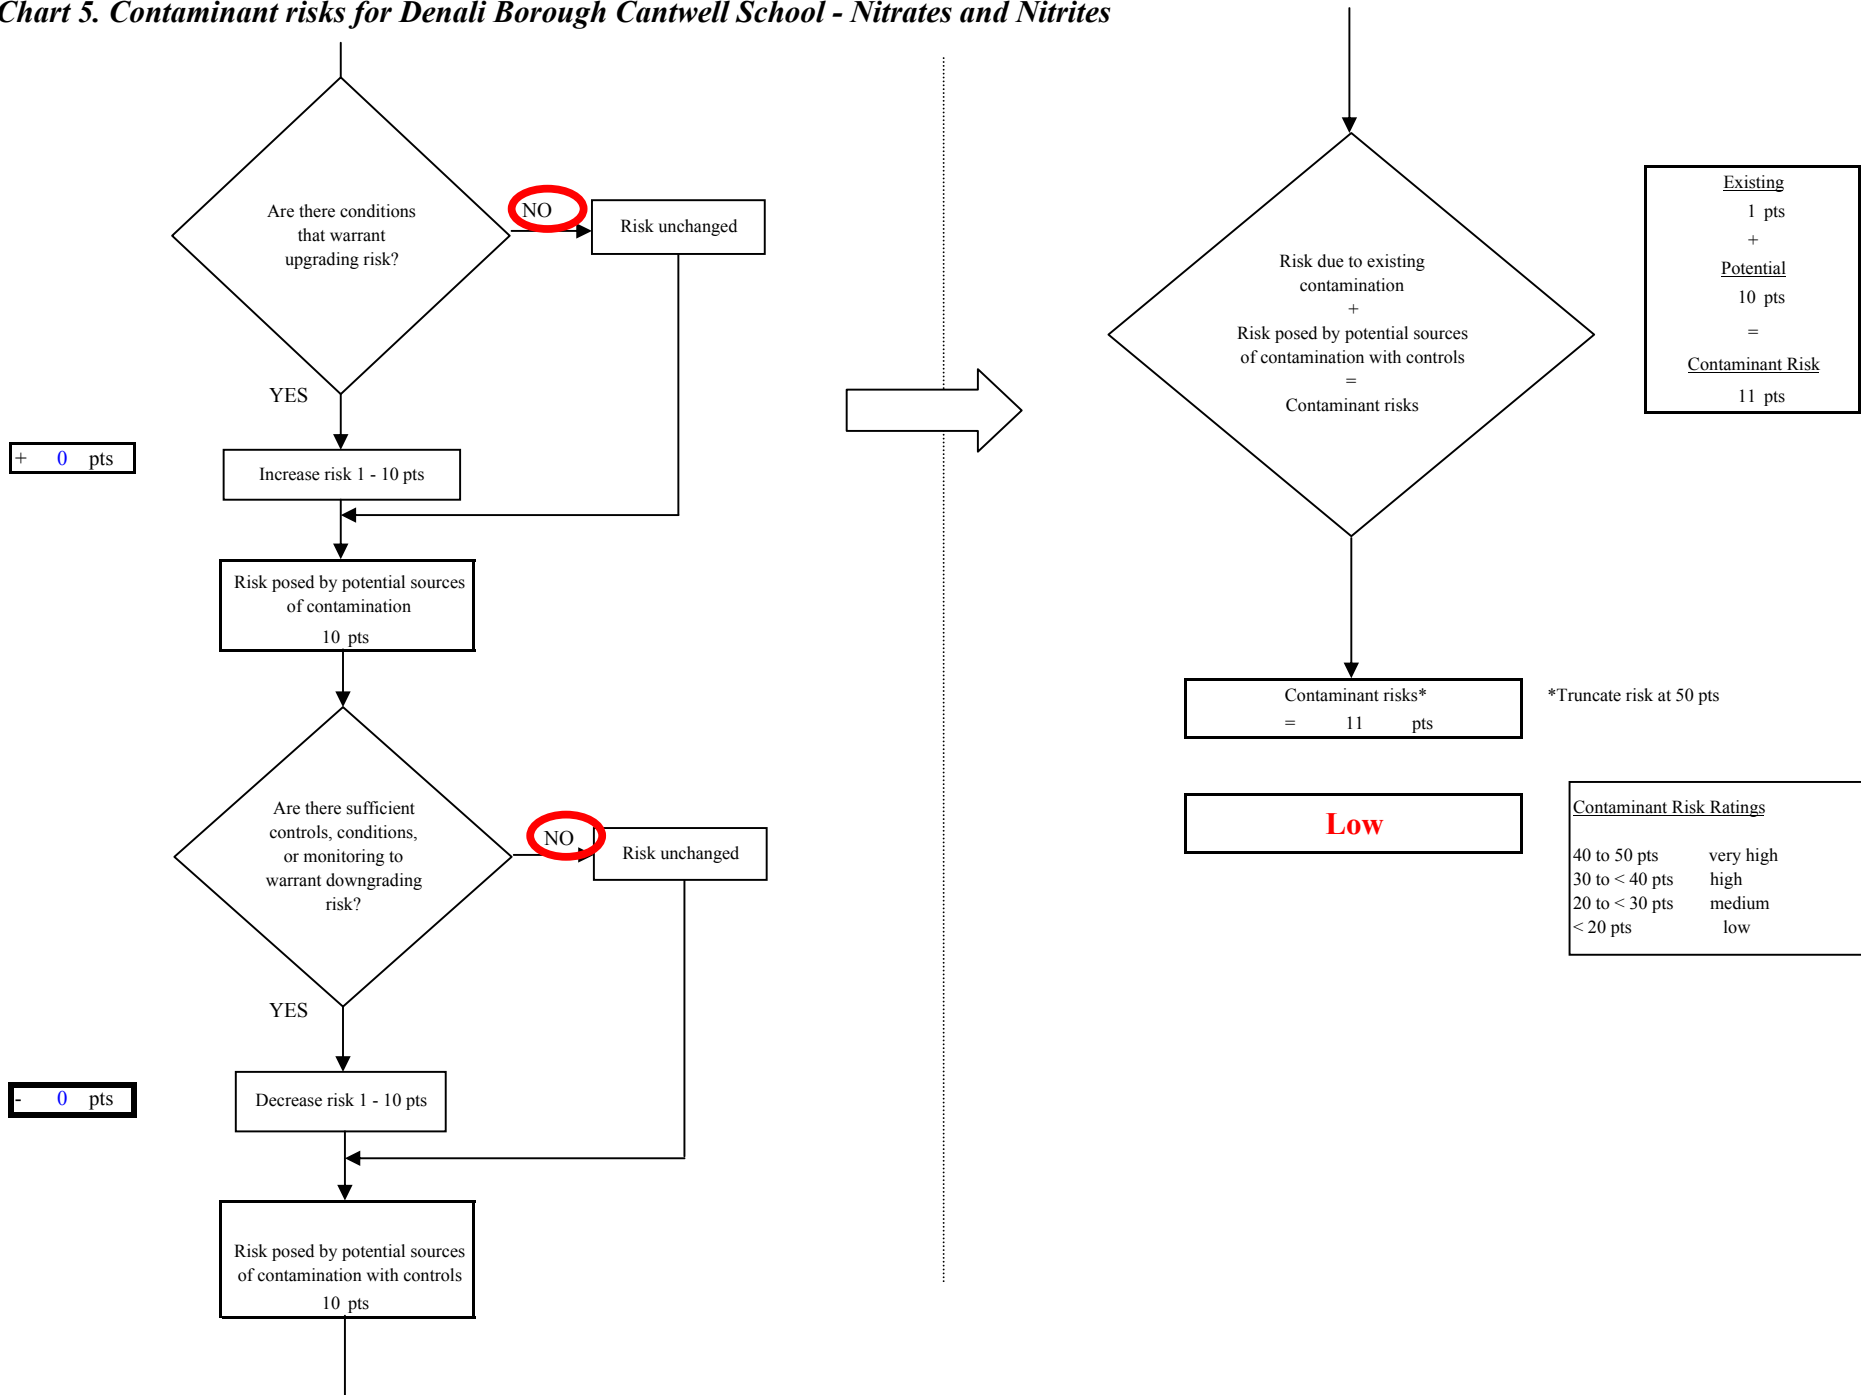 Chart 5. Contaminant risks for Denali Borough Cantwell School - Nitrates and Nitrites
Are there conditions
that warrant
upgrading risk?
NO
Risk unchanged
YES
+ 0 pts
Increase risk 1 - 10 pts
Risk posed by potential sources
of contamination
10 pts
Are there sufficient
controls, conditions,
or monitoring to
warrant downgrading
risk?
NO
Risk unchanged
YES
- 0 pts
Decrease risk 1 - 10 pts
Risk posed by potential sources
of contamination with controls
10 pts
Risk due to existing
contamination
+
Risk posed by potential sources
of contamination with controls
=
Contaminant risks
Existing
1 pts
+
Potential
10 pts
=
Contaminant Risk
11 pts
Contaminant risks*
= 11 pts
*Truncate risk at 50 pts
Low
Contaminant Risk Ratings
40 to 50 pts very high
30 to < 40 pts high
20 to < 30 pts medium
< 20 pts low